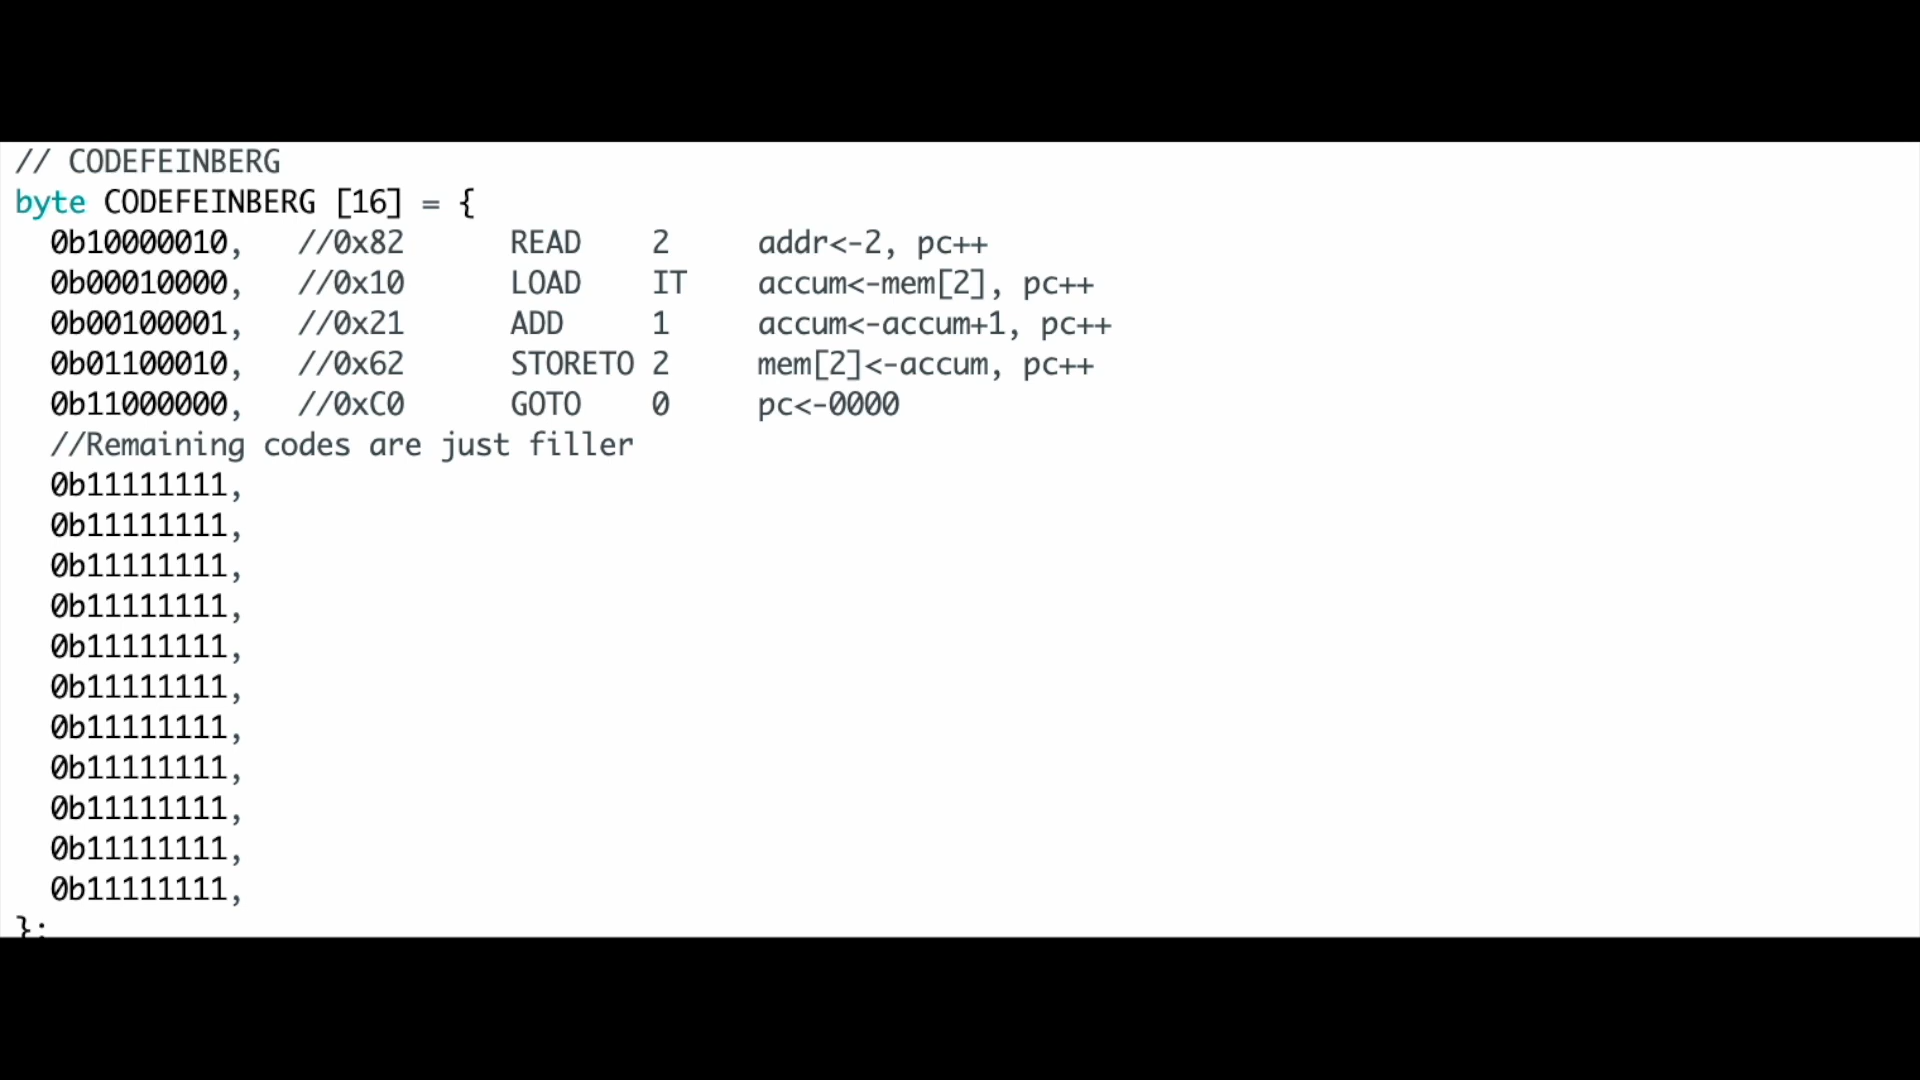 // CODEFEINBERG
byte CODEFEINBERG [16] = {
0b10000010, //0x82 READ 2 addr<-2, pc++
0b00010000, //0x10 LOAD IT accum<-mem[2], pc++
0b00100001, //0x21 ADD 1 accum<-accum+1, pc++
0b01100010, //0x62 STORETO 2 mem[2]<-accum, pc++
0b11000000, //0xC0 GOTO 0 pc<-0000
//Remaining codes are just filler
0b11111111,
0b11111111,
0b11111111,
0b11111111,
0b11111111,
0b11111111,
0b11111111,
0b11111111,
0b11111111,
0b11111111,
0b11111111,
};